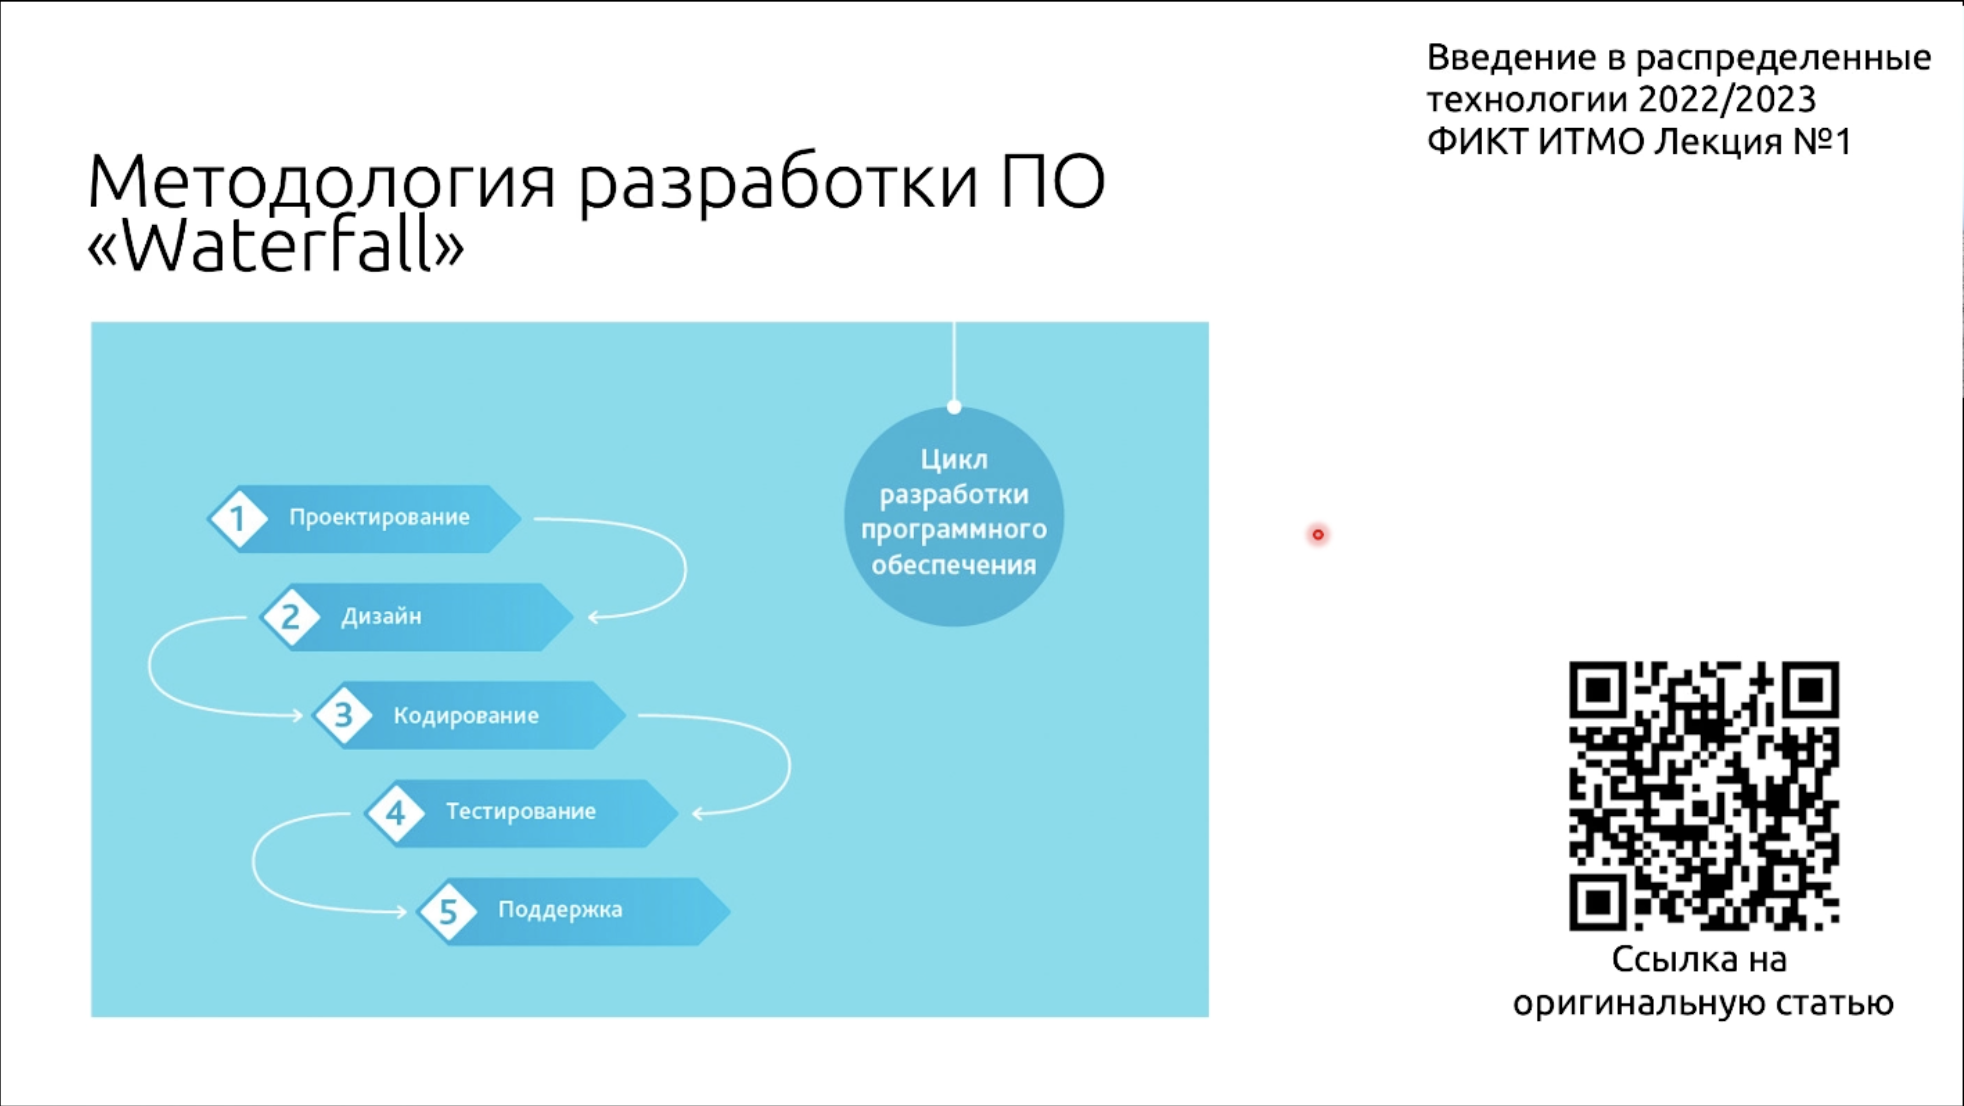 Введение в распределенные
технологии 2022/2023
ФИКТ ИТМО Лекция №1
Методология разработки ПО
«Waterfall»
Цикл
разработки
программного
обеспечения
1 Проектирование
2 Дизайн
3 Кодирование
4 Тестирование
5 Поддержка
Ссылка на
оригинальную статью